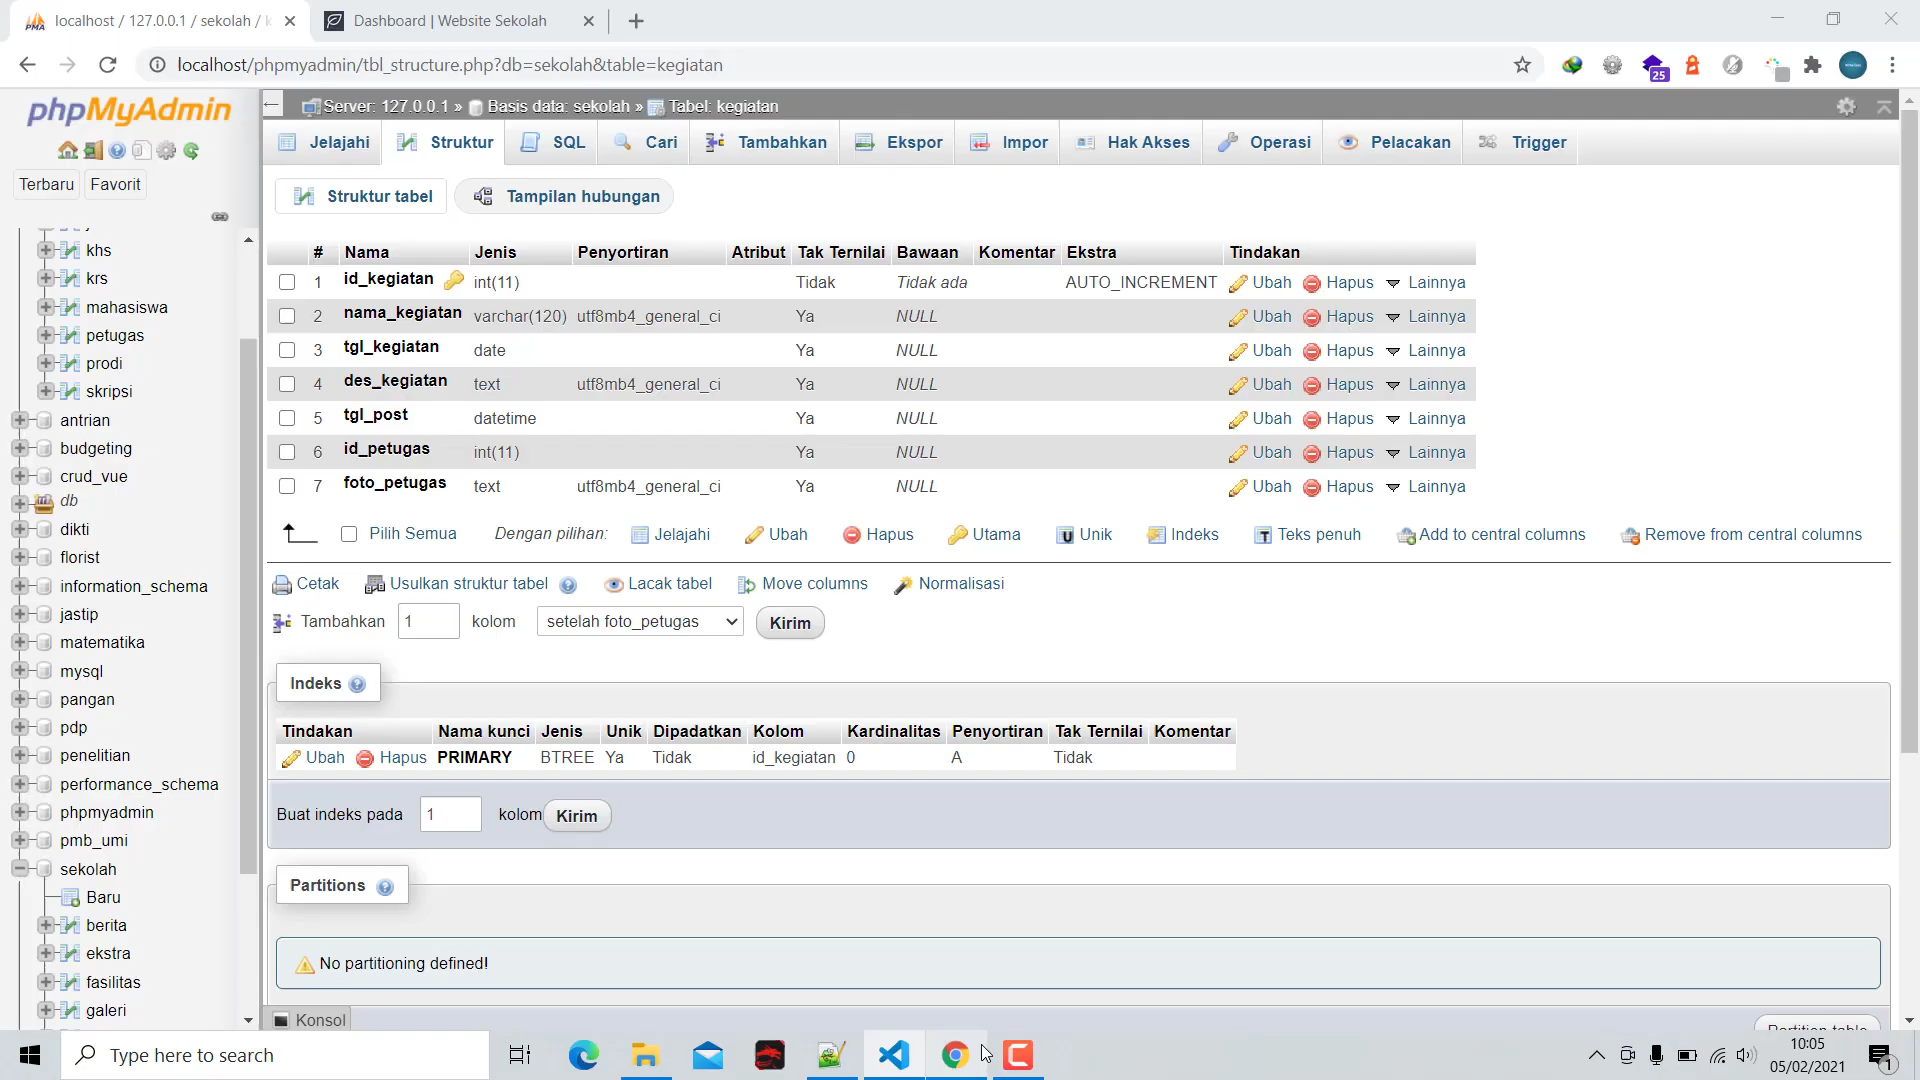 localhost / 127.0.0.1 / sekolah / k
Dashboard | Website Sekolah
localhost/phpmyadmin/tbl_structure.php?db=sekolah&table=kegiatan
25
phpMyAdmin
Terbaru
Favorit
khs
krs
mahasiswa
petugas
prodi
skripsi
antrian
budgeting
crud_vue
db
dikti
florist
information_schema
jastip
matematika
mysql
pangan
pdp
penelitian
performance_schema
phpmyadmin
pmb_umi
sekolah
Baru
berita
ekstra
fasilitas
galeri
Server: 127.0.0.1 » Basis data: sekolah » Tabel: kegiatan
Jelajahi Struktur SQL Cari Tambahkan Ekspor Impor Hak Akses Operasi Pelacakan Trigger
Struktur tabel Tampilan hubungan
# Nama Jenis Penyortiran Atribut Tak Ternilai Bawaan Komentar Ekstra Tindakan
1 id_kegiatan int(11) Tidak Tidak ada AUTO_INCREMENT Ubah Hapus Lainnya
2 nama_kegiatan varchar(120) utf8mb4_general_ci Ya NULL Ubah Hapus Lainnya
3 tgl_kegiatan date Ya NULL Ubah Hapus Lainnya
4 des_kegiatan text utf8mb4_general_ci Ya NULL Ubah Hapus Lainnya
5 tgl_post datetime Ya NULL Ubah Hapus Lainnya
6 id_petugas int(11) Ya NULL Ubah Hapus Lainnya
7 foto_petugas text utf8mb4_general_ci Ya NULL Ubah Hapus Lainnya
Pilih Semua Dengan pilihan: Jelajahi Ubah Hapus Utama Unik Indeks Teks penuh Add to central columns Remove from central columns
Cetak Usulkan struktur tabel Lacak tabel Move columns Normalisasi
Tambahkan 1 kolom setelah foto_petugas Kirim
Indeks
Tindakan Nama kunci Jenis Unik Dipadatkan Kolom Kardinalitas Penyortiran Tak Ternilai Komentar
Ubah Hapus PRIMARY BTREE Ya Tidak id_kegiatan 0 A Tidak
Buat indeks pada 1 kolom Kirim
Partitions
No partitioning defined!
Konsol
Partition table
Type here to search
10:05
05/02/2021
1